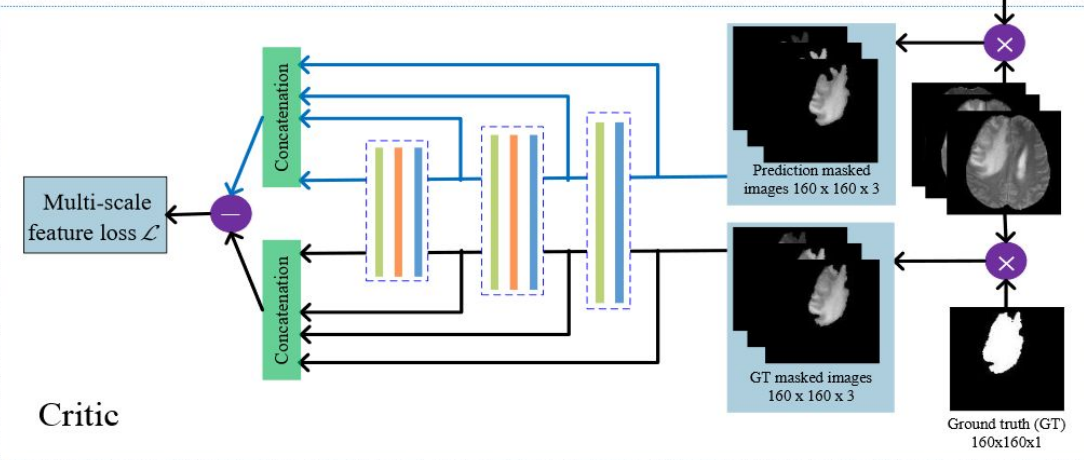 Concatenation
Prediction masked
images 160 x 160 x 3
Multi-scale
feature loss ℒ
Concatenation
GT masked images
160 x 160 x 3
Critic
Ground truth (GT)
160x160x1